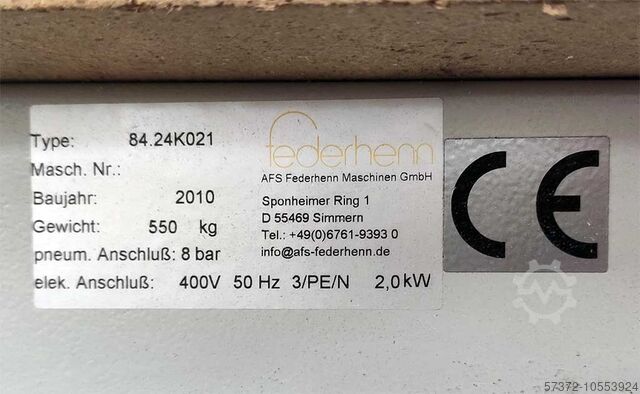 Type: 84.24K021
Masch. Nr.:
Baujahr: 2010
Gewicht: 550 kg
pneum. Anschluß: 8 bar
elek. Anschluß: 400V 50 Hz 3/PE/N 2,0 kW
federhenn
AFS Federhenn Maschinen GmbH
Sponheimer Ring 1
D 55469 Simmern
Tel.: +49(0)6761-9393 0
info@afs-federhenn.de
CE
57372-10553924